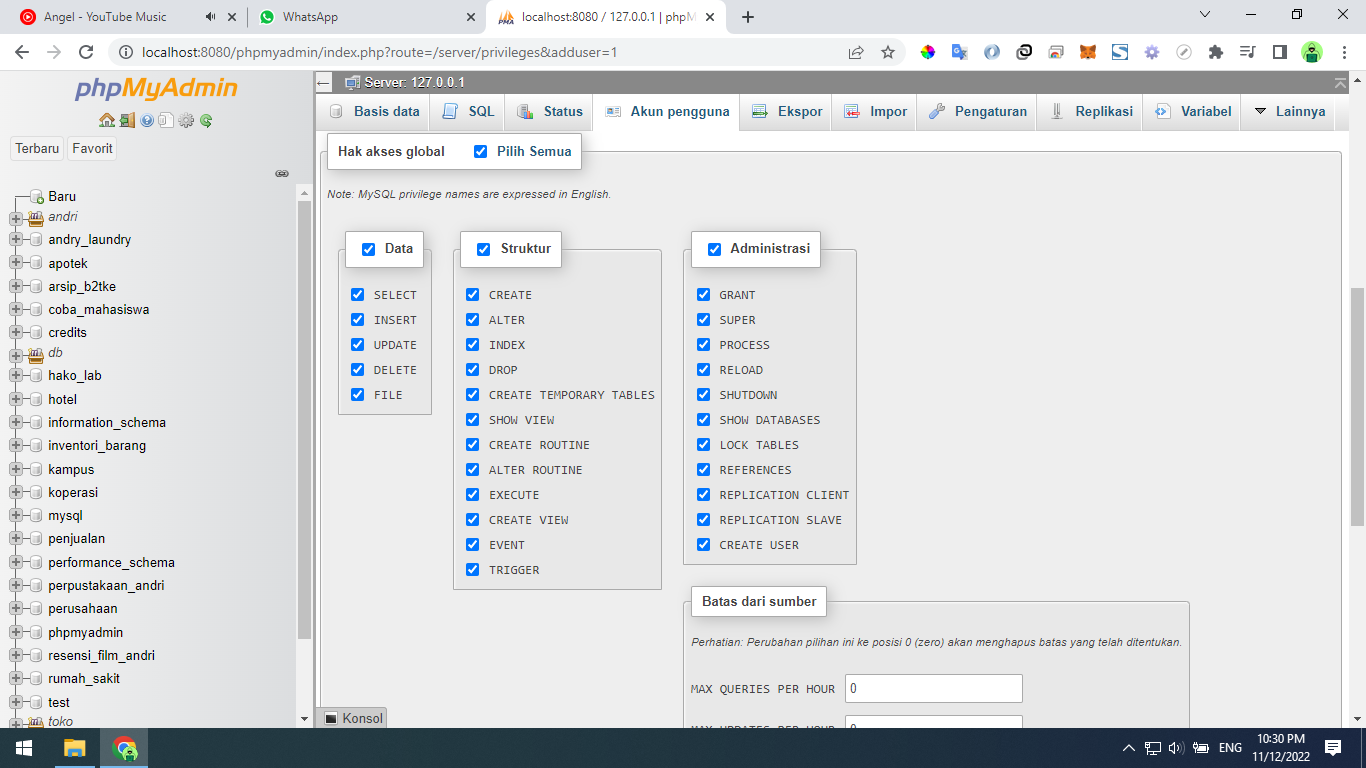 Angel - YouTube Music
WhatsApp
localhost:8080 / 127.0.0.1 | phpM
localhost:8080/phpmyadmin/index.php?route=/server/privileges&adduser=1
phpMyAdmin
Terbaru Favorit
Baru
andri
andry_laundry
apotek
arsip_b2tke
coba_mahasiswa
credits
db
hako_lab
hotel
information_schema
inventori_barang
kampus
koperasi
mysql
penjualan
performance_schema
perpustakaan_andri
perusahaan
phpmyadmin
resensi_film_andri
rumah_sakit
test
toko
Server: 127.0.0.1
Basis data SQL Status Akun pengguna Ekspor Impor Pengaturan Replikasi Variabel Lainnya
Hak akses global Pilih Semua
Note: MySQL privilege names are expressed in English.
Data
SELECT
INSERT
UPDATE
DELETE
FILE
Struktur
CREATE
ALTER
INDEX
DROP
CREATE TEMPORARY TABLES
SHOW VIEW
CREATE ROUTINE
ALTER ROUTINE
EXECUTE
CREATE VIEW
EVENT
TRIGGER
Administrasi
GRANT
SUPER
PROCESS
RELOAD
SHUTDOWN
SHOW DATABASES
LOCK TABLES
REFERENCES
REPLICATION CLIENT
REPLICATION SLAVE
CREATE USER
Batas dari sumber
Perhatian: Perubahan pilihan ini ke posisi 0 (zero) akan menghapus batas yang telah ditentukan.
MAX QUERIES PER HOUR 0
MAX UPDATES PER HOUR 0
Konsol
ENG
10:30 PM
11/12/2022